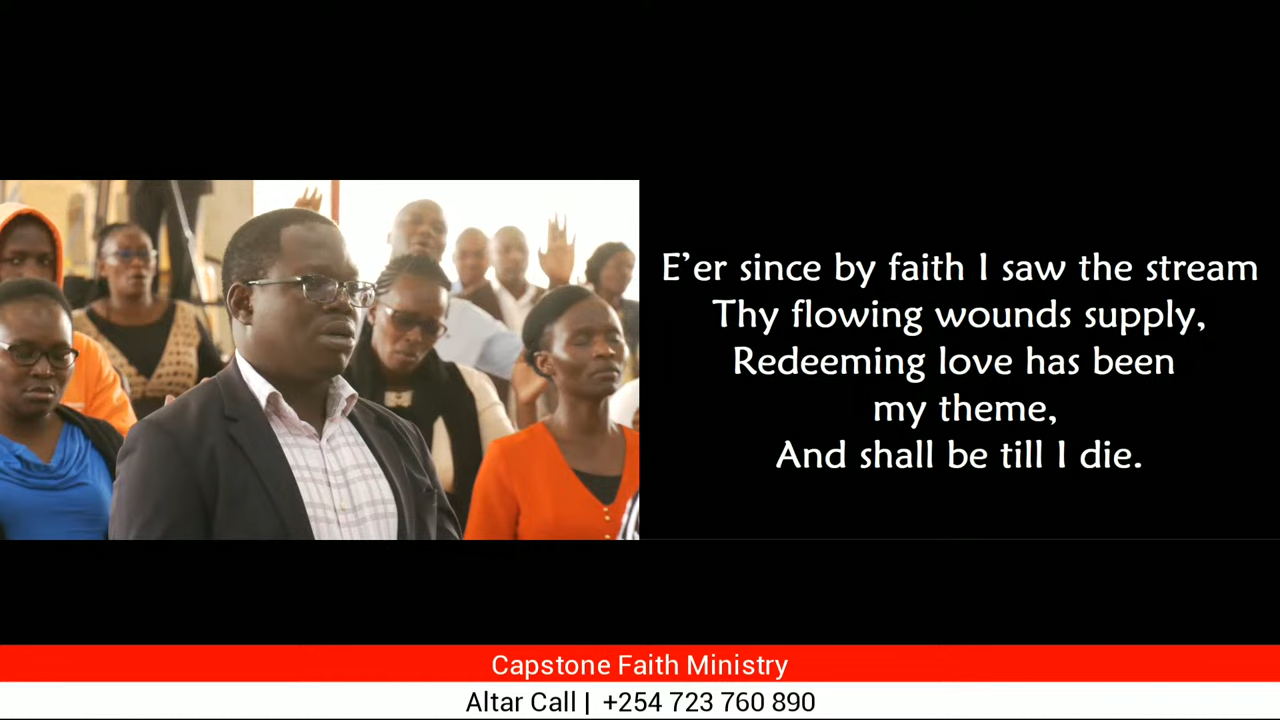 E’er since by faith I saw the stream
Thy flowing wounds supply,
Redeeming love has been
my theme,
And shall be till I die.
Capstone Faith Ministry
Altar Call | +254 723 760 890